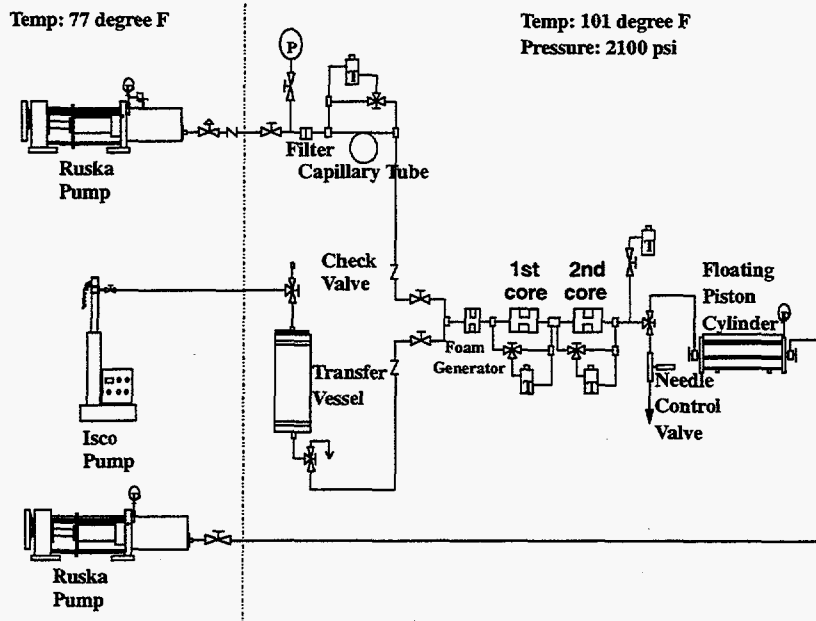 Temp: 77 degree F
Temp: 101 degree F
Pressure: 2100 psi
P
T
Filter
Capillary Tube
Ruska
Pump
Check
Valve
1st
core
2nd
core
T
Floating
Piston
Cylinder
Foam
Generator
Transfer
Vessel
T
T
Needle
Control
Valve
Isco
Pump
Ruska
Pump